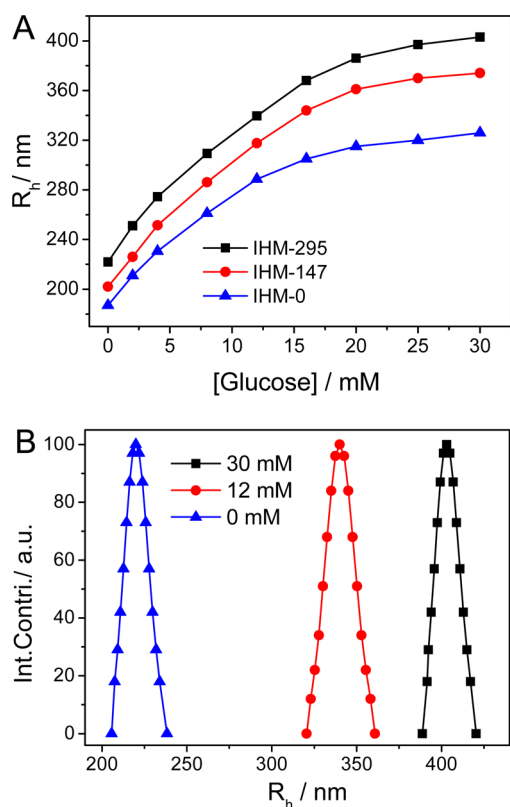 A
400
360
320
280
240
200
R_h / nm
IHM-295
IHM-147
IHM-0
0 5 10 15 20 25 30
[Glucose] / mM
B
100
80
60
40
20
0
Int.Contri./ a.u.
30 mM
12 mM
0 mM
200 250 300 350 400
R_h / nm